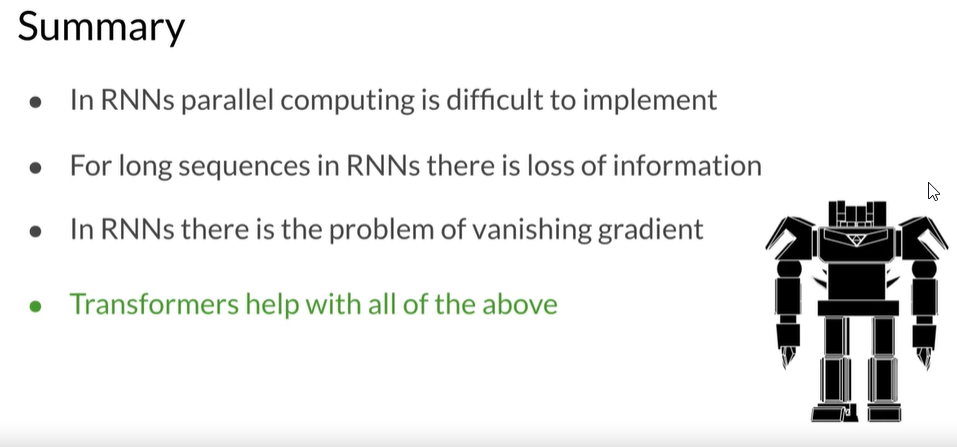 Summary
• In RNNs parallel computing is difficult to implement
• For long sequences in RNNs there is loss of information
• In RNNs there is the problem of vanishing gradient
• Transformers help with all of the above